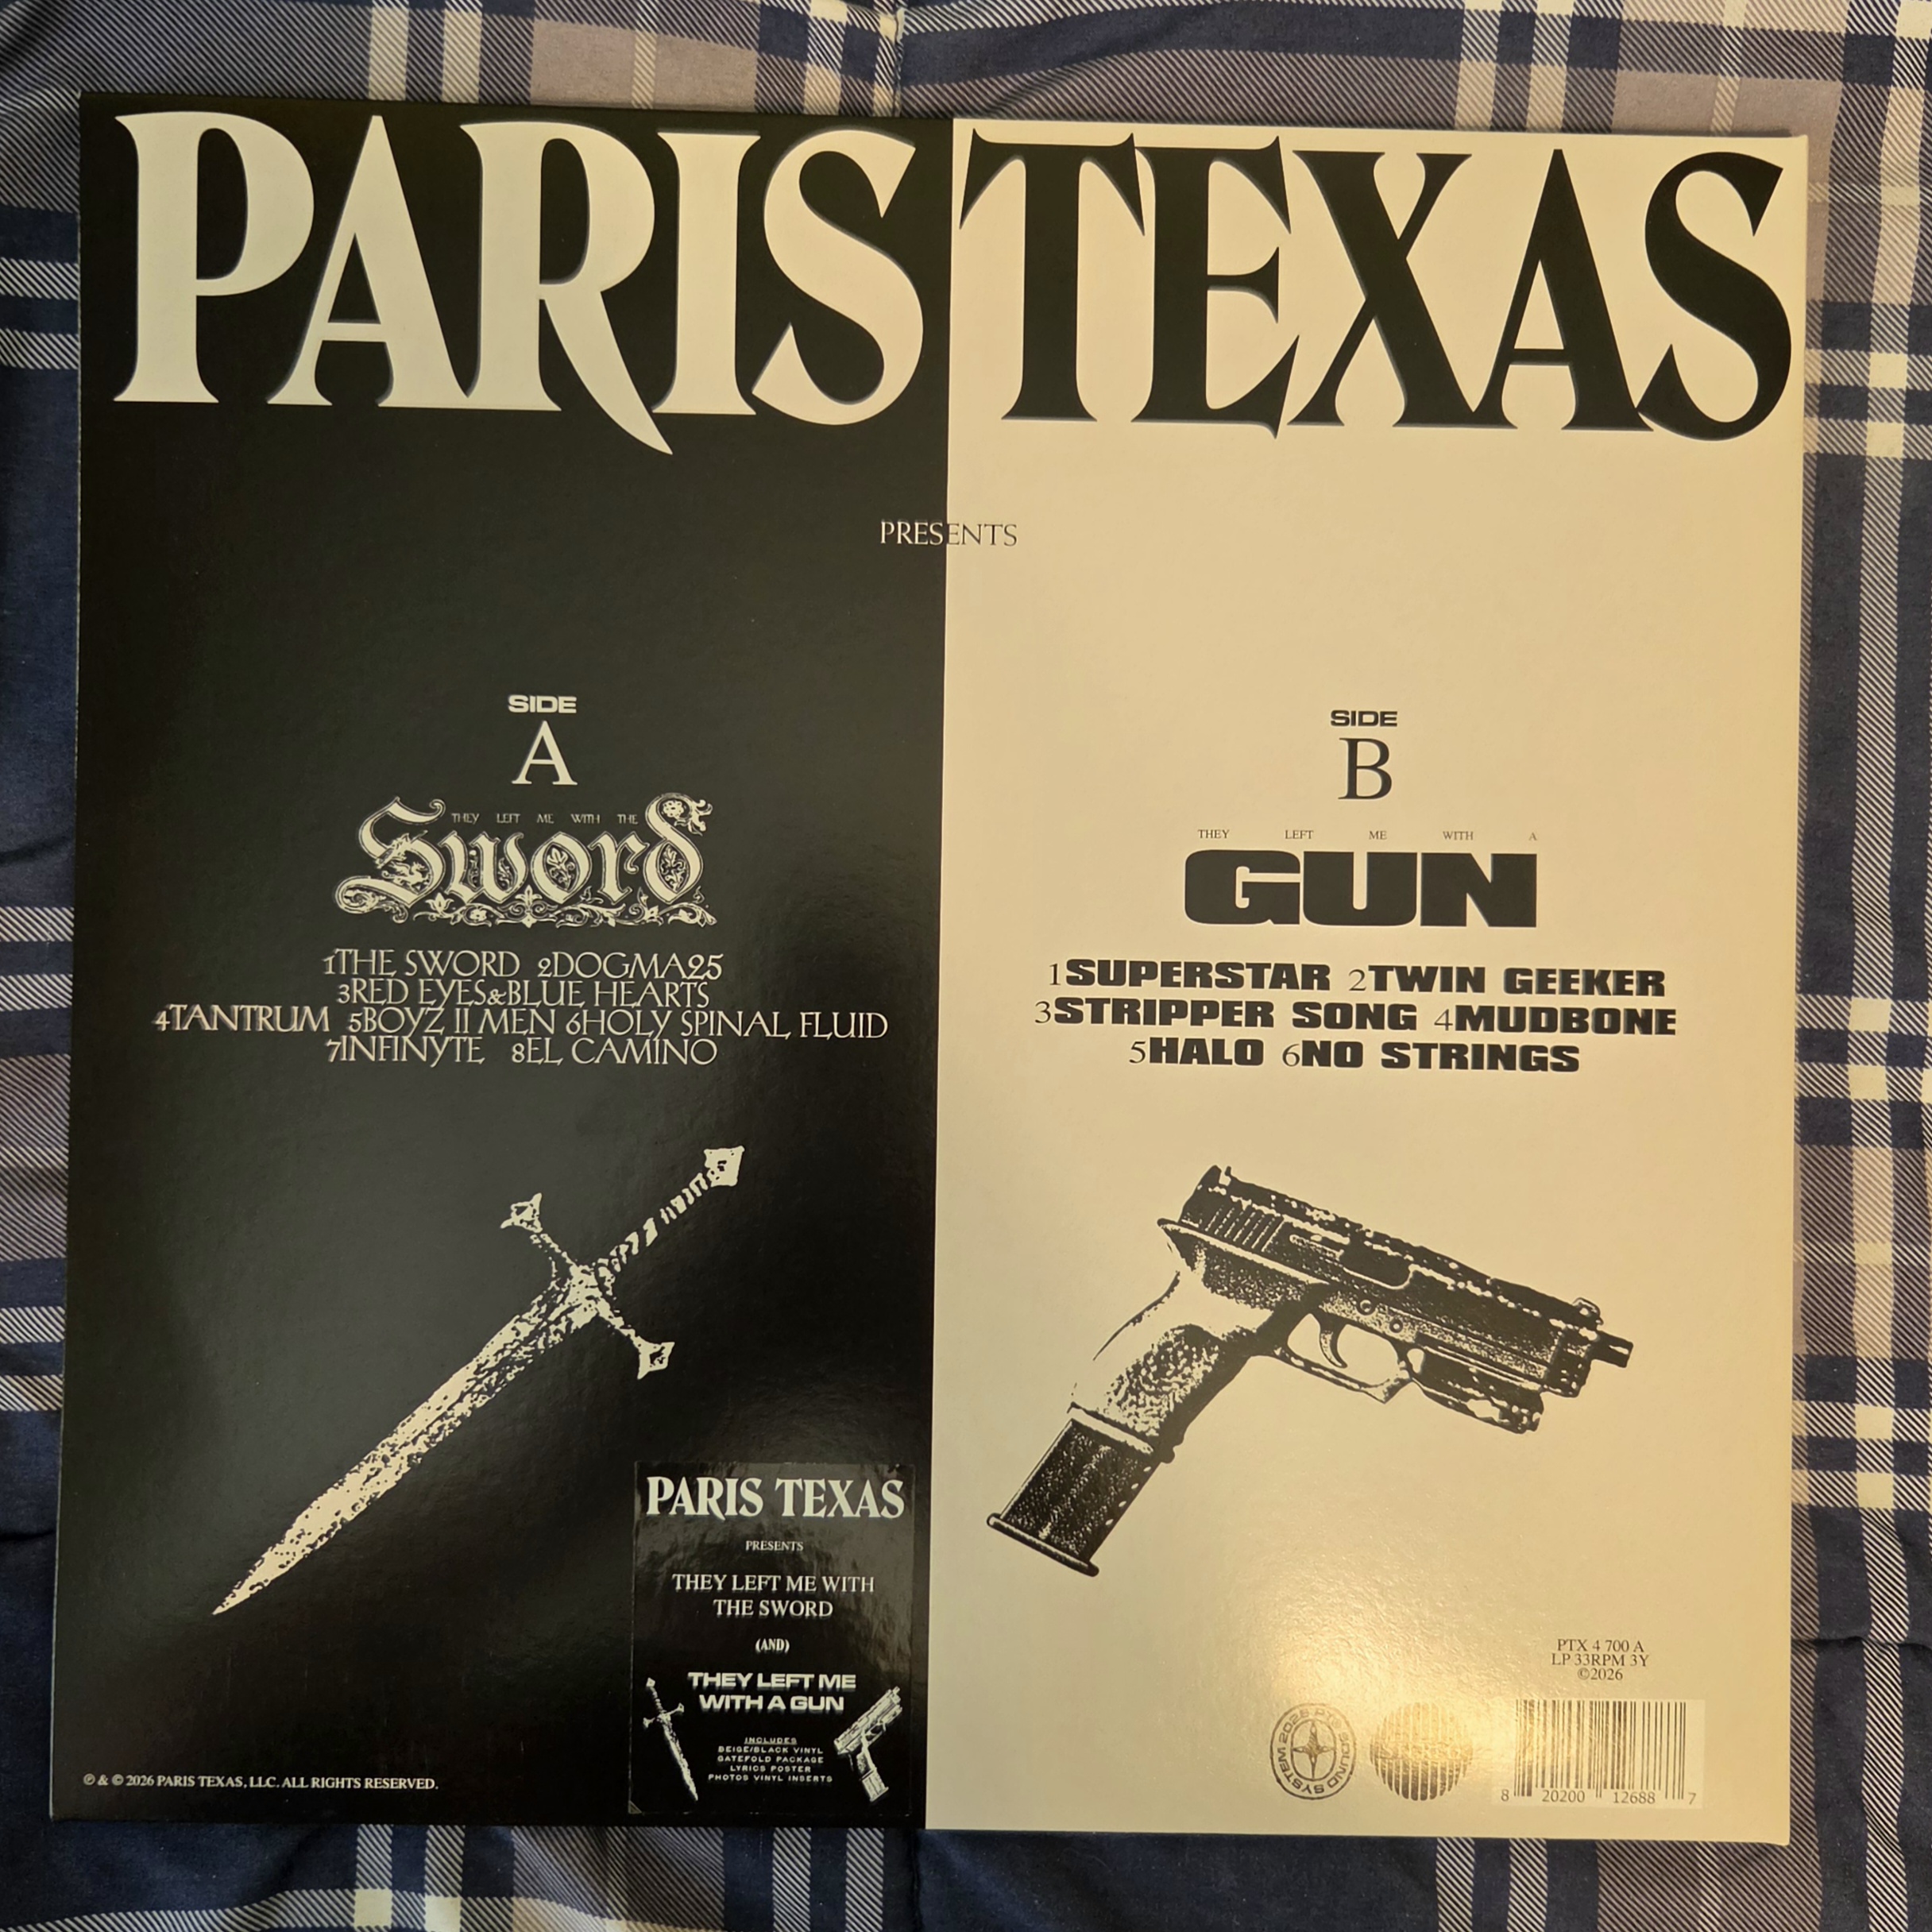 PARIS TEXAS
PRESENTS
SIDE
A
THEY LEFT ME WITH THE
Sword
1THE SWORD 2DOGMA25
3RED EYES&BLUE HEARTS
4TANTRUM 5BOYZ II MEN 6HOLY SPINAL FLUID
7INFINYTE 8EL CAMINO
SIDE
B
THEY LEFT ME WITH A
GUN
1SUPERSTAR 2TWIN GEEKER
3STRIPPER SONG 4MUDBONE
5HALO 6NO STRINGS
PARIS TEXAS
PRESENTS
THEY LEFT ME WITH
THE SWORD
(AND)
THEY LEFT ME
WITH A GUN
INCLUDES
BEIGE/BLACK VINYL
GATEFOLD PACKAGE
LYRICS POSTER
PHOTOS VINYL INSERTS
℗ & © 2026 PARIS TEXAS, LLC. ALL RIGHTS RESERVED.
PTX 4 700 A
LP 33RPM 3Y
©2026
SOUND SYSTEM
8 20200 12688 7